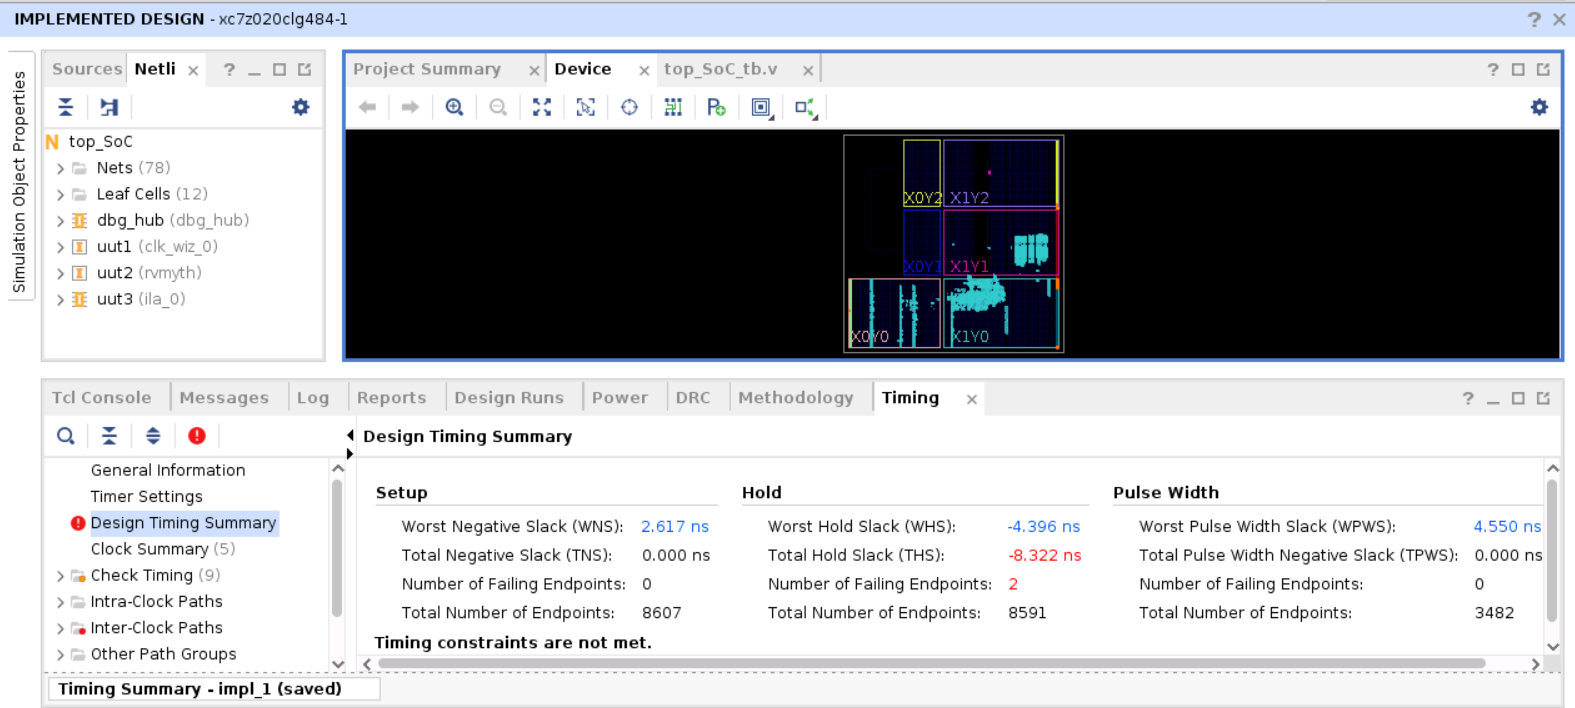 IMPLEMENTED DESIGN - xc7z020clg484-1
? ×
Simulation Object Properties
Sources Netli × ?
top_SoC
Nets (78)
Leaf Cells (12)
dbg_hub (dbg_hub)
uut1 (clk_wiz_0)
uut2 (rvmyth)
uut3 (ila_0)
Project Summary × Device × top_SoC_tb.v × ?
X0Y2 X1Y2
X0Y1 X1Y1
X0Y0 X1Y0
Tcl Console Messages Log Reports Design Runs Power DRC Methodology Timing × ?
General Information
Timer Settings
Design Timing Summary
Clock Summary (5)
Check Timing (9)
Intra-Clock Paths
Inter-Clock Paths
Other Path Groups
Design Timing Summary
Setup Hold Pulse Width
Worst Negative Slack (WNS): 2.617 ns Worst Hold Slack (WHS): -4.396 ns Worst Pulse Width Slack (WPWS): 4.550 ns
Total Negative Slack (TNS): 0.000 ns Total Hold Slack (THS): -8.322 ns Total Pulse Width Negative Slack (TPWS): 0.000 ns
Number of Failing Endpoints: 0 Number of Failing Endpoints: 2 Number of Failing Endpoints: 0
Total Number of Endpoints: 8607 Total Number of Endpoints: 8591 Total Number of Endpoints: 3482
Timing constraints are not met.
Timing Summary - impl_1 (saved)